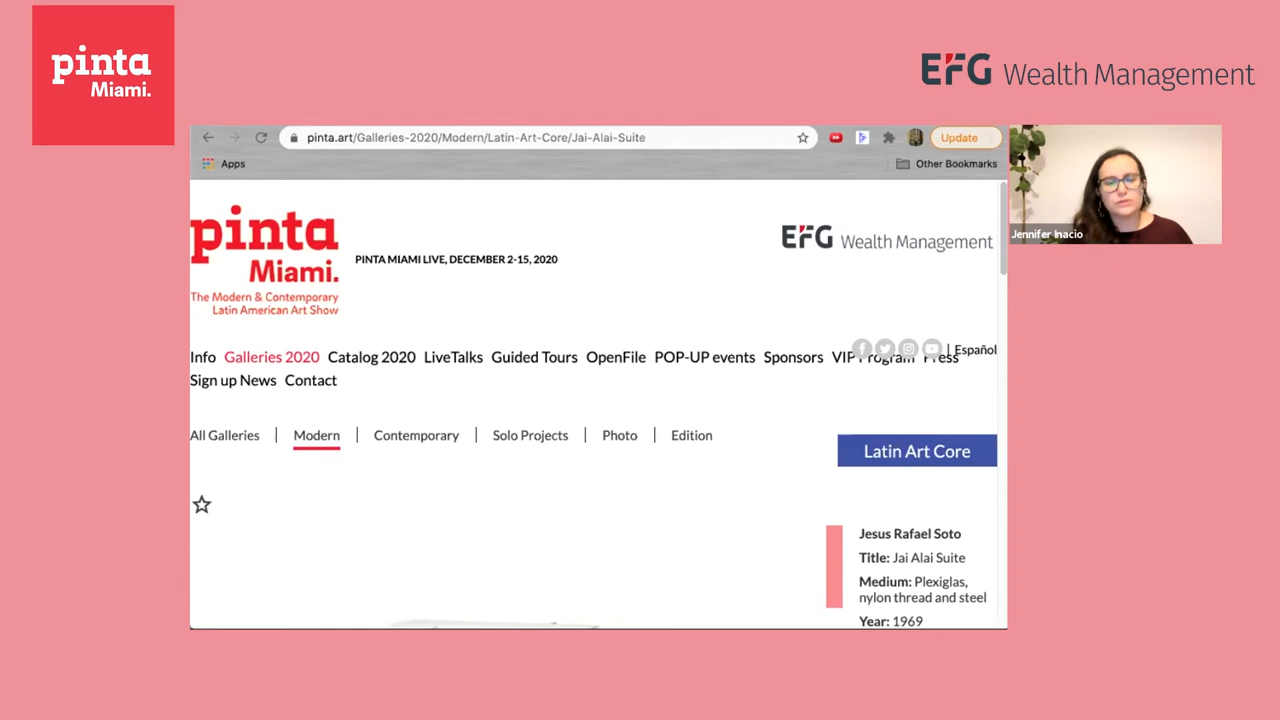 pinta
Miami.
EFG Wealth Management
pinta.art/Galleries-2020/Modern/Latin-Art-Core/Jai-Alai-Suite
Update
Apps
Other Bookmarks
Jennifer Inacio
pinta
Miami.
The Modern & Contemporary
Latin American Art Show
PINTA MIAMI LIVE, DECEMBER 2-15, 2020
EFG Wealth Management
Info Galleries 2020 Catalog 2020 LiveTalks Guided Tours OpenFile POP-UP events Sponsors VIP Program Press
| Español
Sign up News Contact
All Galleries | Modern | Contemporary | Solo Projects | Photo | Edition
Latin Art Core
Jesus Rafael Soto
Title: Jai Alai Suite
Medium: Plexiglas,
nylon thread and steel
Year: 1969